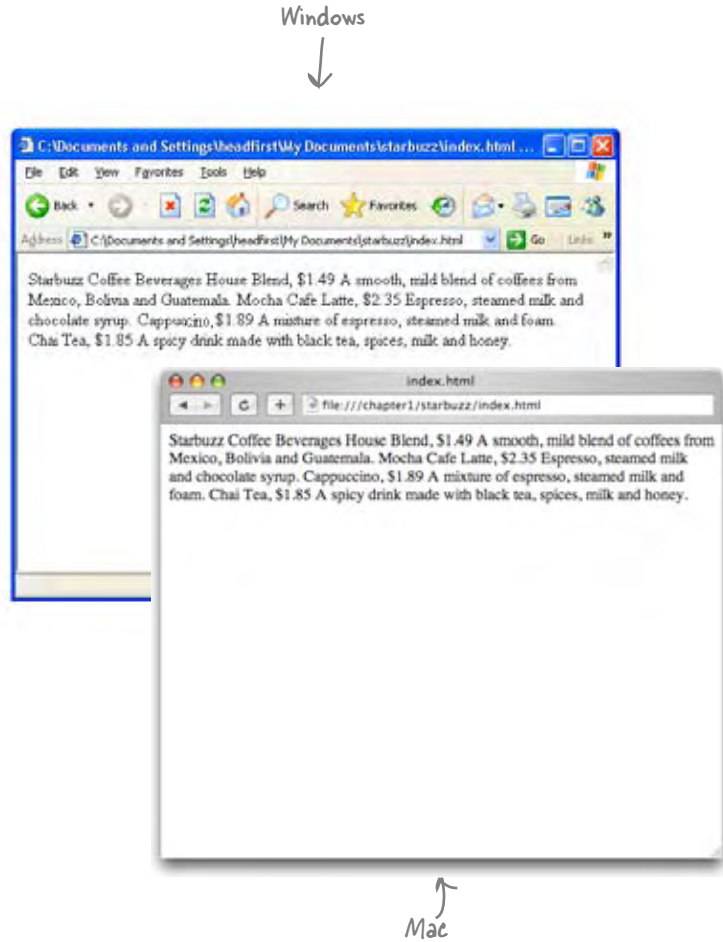 Windows
C:\Documents and Settings\headfirst\My Documents\starbuzz\index.html ...
File Edit View Favorites Tools Help
Back Search Favorites
Address C:\Documents and Settings\headfirst\My Documents\starbuzz\index.html Go Links »
Starbuzz Coffee Beverages House Blend, $1.49 A smooth, mild blend of coffees from
Mexico, Bolivia and Guatemala. Mocha Cafe Latte, $2.35 Espresso, steamed milk and
chocolate syrup. Cappuccino, $1.89 A mixture of espresso, steamed milk and foam.
Chai Tea, $1.85 A spicy drink made with black tea, spices, milk and honey.
index.html
file:///chapter1/starbuzz/index.html
Starbuzz Coffee Beverages House Blend, $1.49 A smooth, mild blend of coffees from
Mexico, Bolivia and Guatemala. Mocha Cafe Latte, $2.35 Espresso, steamed milk
and chocolate syrup. Cappuccino, $1.89 A mixture of espresso, steamed milk and
foam. Chai Tea, $1.85 A spicy drink made with black tea, spices, milk and honey.
Mac